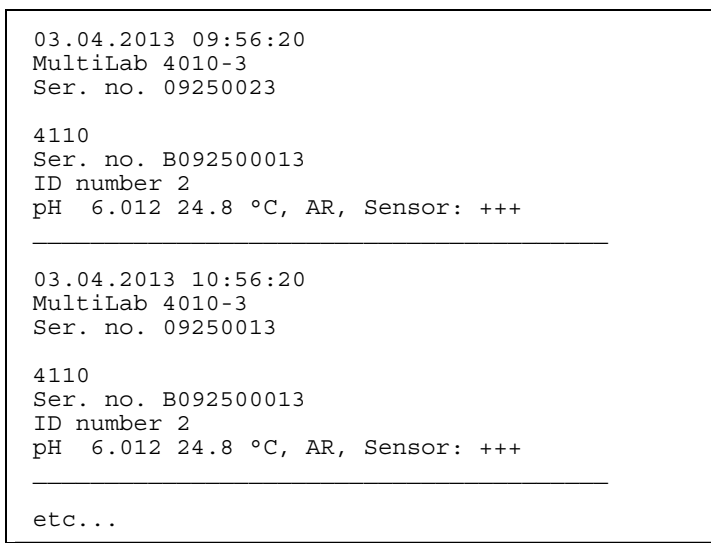 03.04.2013 09:56:20
MultiLab 4010-3
Ser. no. 09250023
4110
Ser. no. B092500013
ID number 2
pH  6.012 24.8 °C, AR, Sensor: +++
03.04.2013 10:56:20
MultiLab 4010-3
Ser. no. 09250013
4110
Ser. no. B092500013
ID number 2
pH  6.012 24.8 °C, AR, Sensor: +++
etc...